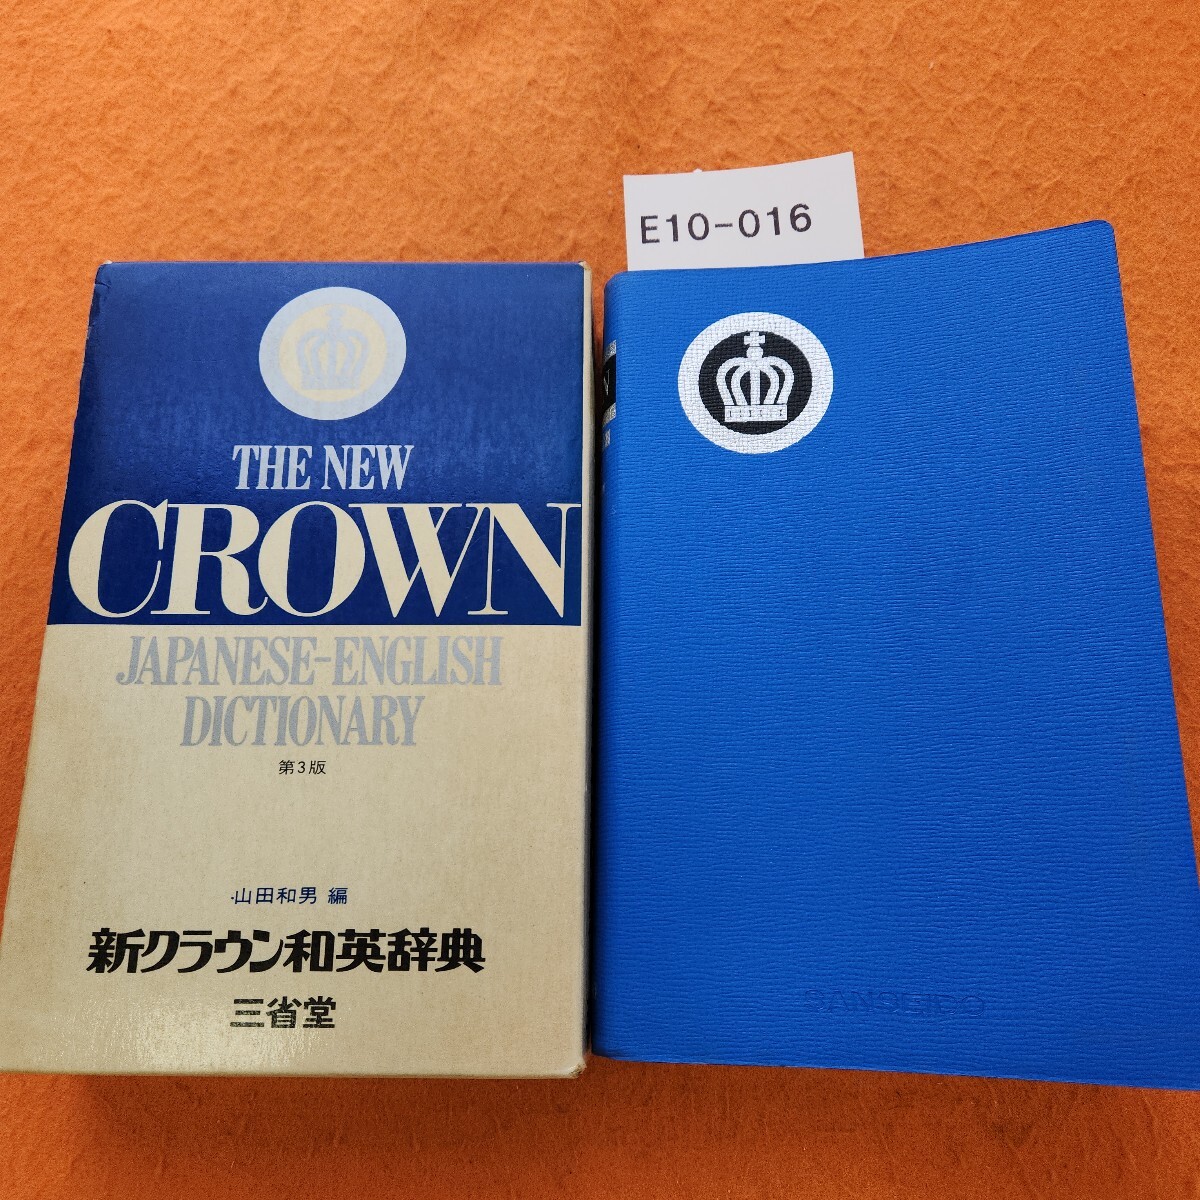 THE NEW
CROWN
JAPANESE-ENGLISH
DICTIONARY
第3版
山田和男 編
新クラウン和英辞典
三省堂
E10-016
SANSEIDO